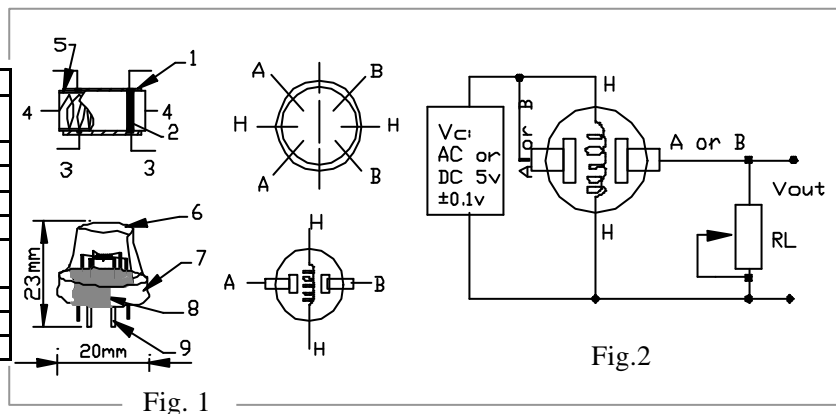 5
1
4
4
2
3
3
6
7
8
9
23mm
20mm
Fig. 1
A
B
H
H
A
B
H
A
B
H
Vc:
AC or
DC 5v
±0.1v
A or B
H
A or B
Vout
RL
H
Fig.2